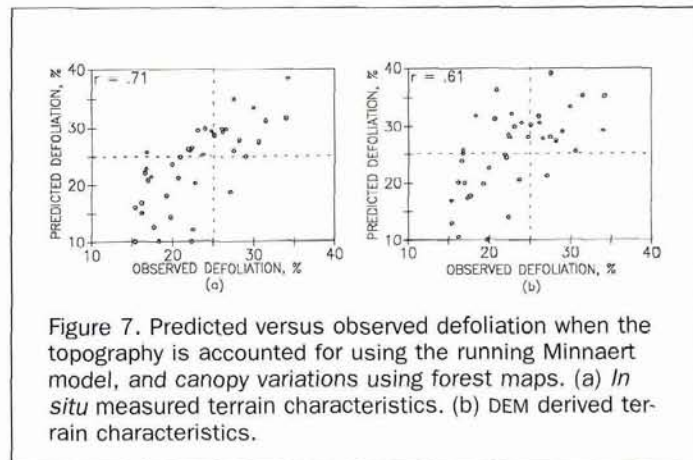 r = .71
PREDICTED DEFOLIATION, %
40
30
20
10
10 20 30 40
OBSERVED DEFOLIATION, %
(a)
r = .61
PREDICTED DEFOLIATION, %
40
30
20
10
10 20 30 40
OBSERVED DEFOLIATION, %
(b)
Figure 7. Predicted versus observed defoliation when the
topography is accounted for using the running Minnaert
model, and canopy variations using forest maps. (a) In
situ measured terrain characteristics. (b) DEM derived ter-
rain characteristics.